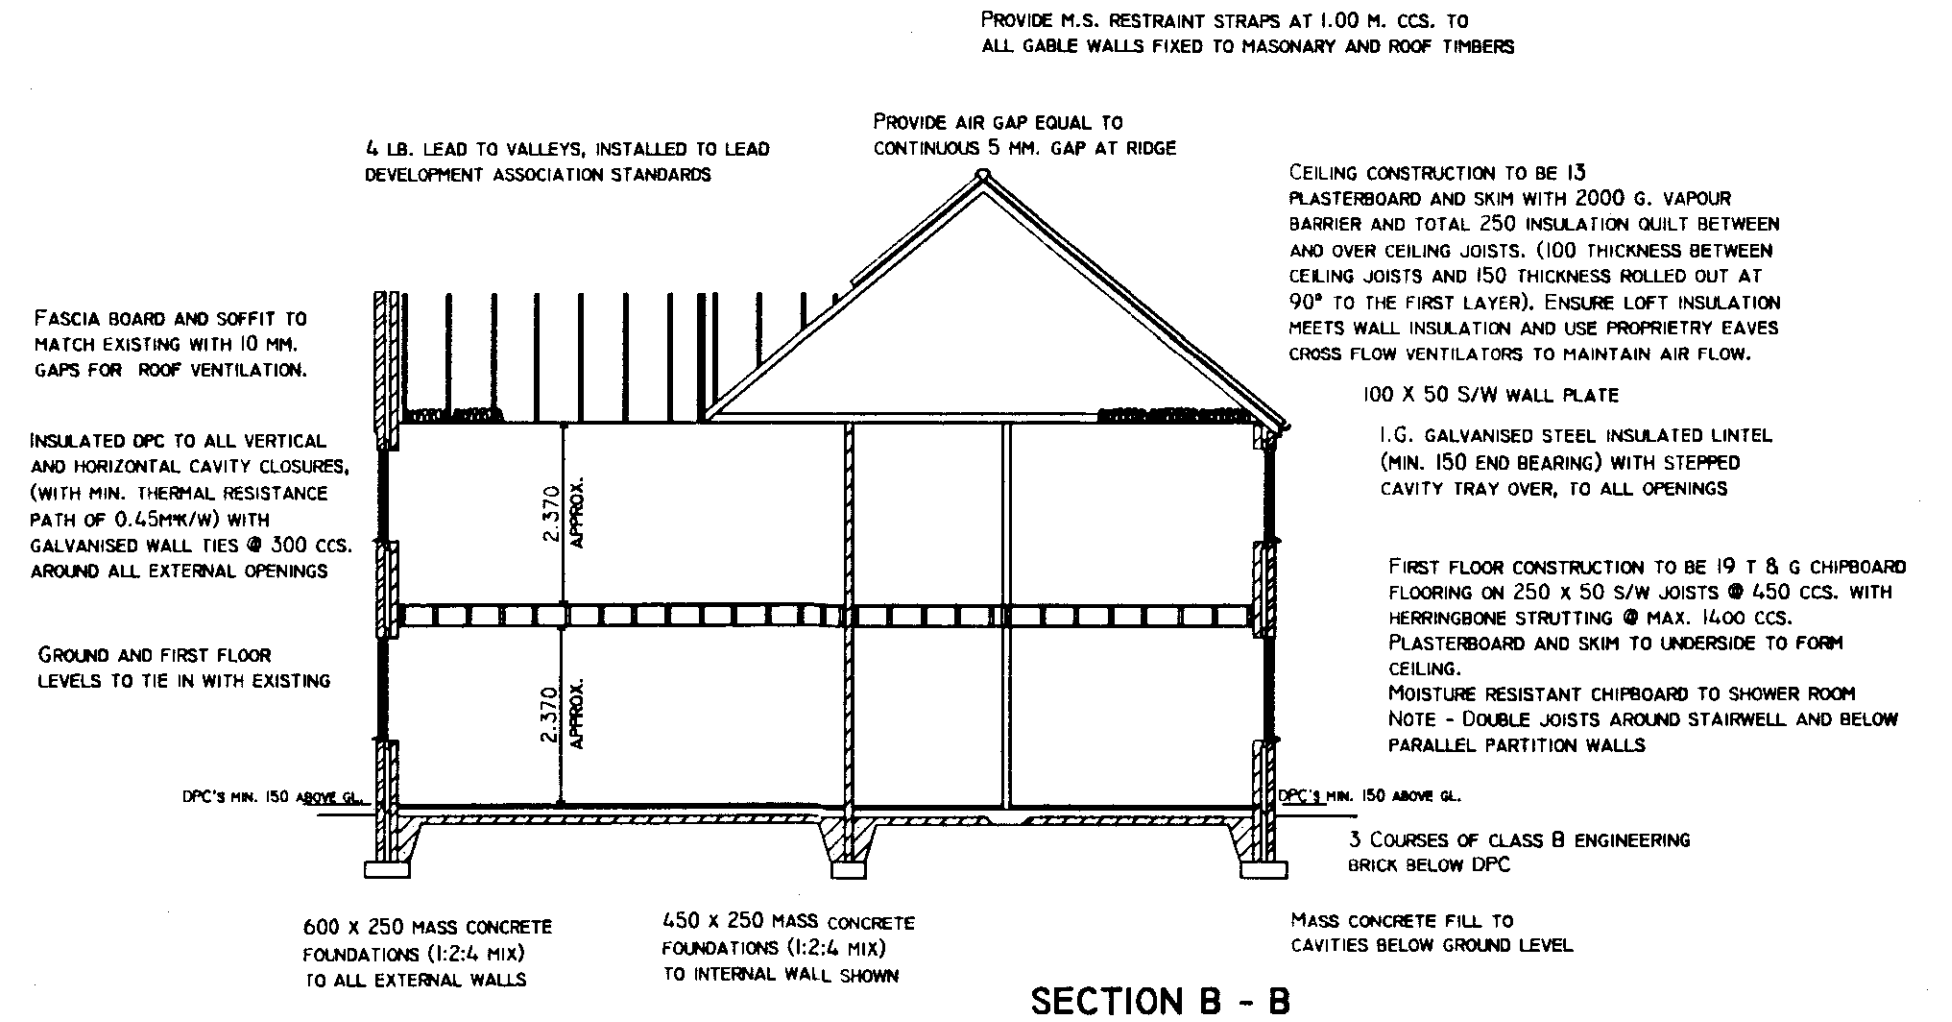 PROVIDE M.S. RESTRAINT STRAPS AT 1.00 M. CCS. TO
ALL GABLE WALLS FIXED TO MASONARY AND ROOF TIMBERS
PROVIDE AIR GAP EQUAL TO
CONTINUOUS 5 MM. GAP AT RIDGE
4 LB. LEAD TO VALLEYS, INSTALLED TO LEAD
DEVELOPMENT ASSOCIATION STANDARDS
CEILING CONSTRUCTION TO BE 13
PLASTERBOARD AND SKIM WITH 2000 G. VAPOUR
BARRIER AND TOTAL 250 INSULATION QUILT BETWEEN
AND OVER CEILING JOISTS. (100 THICKNESS BETWEEN
CEILING JOISTS AND 150 THICKNESS ROLLED OUT AT
90° TO THE FIRST LAYER). ENSURE LOFT INSULATION
MEETS WALL INSULATION AND USE PROPRIETRY EAVES
CROSS FLOW VENTILATORS TO MAINTAIN AIR FLOW.
FASCIA BOARD AND SOFFIT TO
MATCH EXISTING WITH 10 MM.
GAPS FOR ROOF VENTILATION.
100 X 50 S/W WALL PLATE
I.G. GALVANISED STEEL INSULATED LINTEL
(MIN. 150 END BEARING) WITH STEPPED
CAVITY TRAY OVER, TO ALL OPENINGS
INSULATED DPC TO ALL VERTICAL
AND HORIZONTAL CAVITY CLOSURES,
(WITH MIN. THERMAL RESISTANCE
PATH OF 0.45M²K/W) WITH
GALVANISED WALL TIES @ 300 CCS.
AROUND ALL EXTERNAL OPENINGS
2.370
APPROX.
FIRST FLOOR CONSTRUCTION TO BE 19 T & G CHIPBOARD
FLOORING ON 250 X 50 S/W JOISTS @ 450 CCS. WITH
HERRINGBONE STRUTTING @ MAX. 1400 CCS.
PLASTERBOARD AND SKIM TO UNDERSIDE TO FORM
CEILING.
MOISTURE RESISTANT CHIPBOARD TO SHOWER ROOM
NOTE - DOUBLE JOISTS AROUND STAIRWELL AND BELOW
PARALLEL PARTITION WALLS
GROUND AND FIRST FLOOR
LEVELS TO TIE IN WITH EXISTING
2.370
APPROX.
DPC'S MIN. 150 ABOVE GL.
DPC'S MIN. 150 ABOVE GL.
3 COURSES OF CLASS B ENGINEERING
BRICK BELOW DPC
600 X 250 MASS CONCRETE
FOUNDATIONS (1:2:4 MIX)
TO ALL EXTERNAL WALLS
450 X 250 MASS CONCRETE
FOUNDATIONS (1:2:4 MIX)
TO INTERNAL WALL SHOWN
MASS CONCRETE FILL TO
CAVITIES BELOW GROUND LEVEL
SECTION B - B